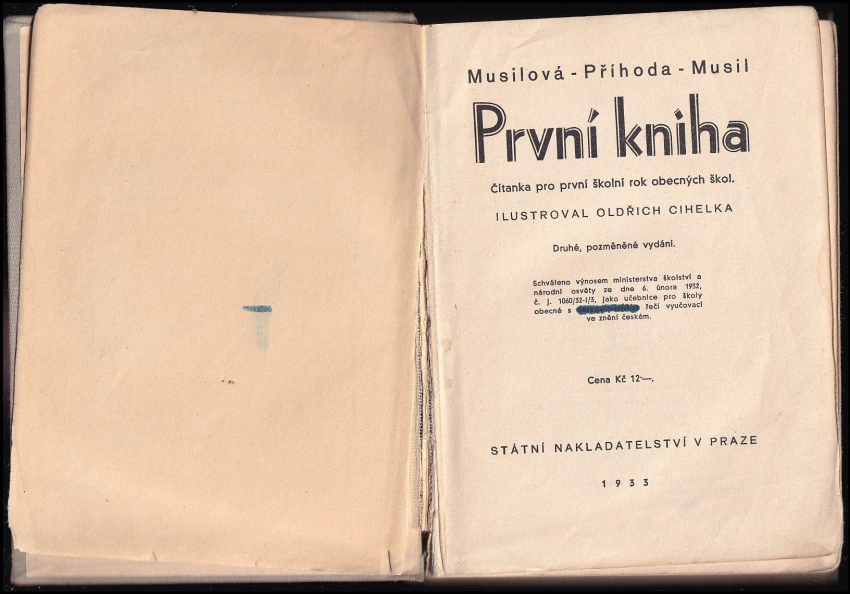 Musilová - Příhoda - Musil
První kniha
Čítanka pro první školní rok obecných škol.
ILUSTROVAL OLDŘICH CIHELKA
Druhé, pozměněné vydání.
Schváleno výnosem ministerstva školství a
národní osvěty ze dne 6. února 1932,
č. j. 1060/32-I/3, jako učebnice pro školy
obecné s řečí vyučovací
ve znění českém.
Cena Kč 12·—.
STÁTNÍ NAKLADATELSTVÍ V PRAZE
1933